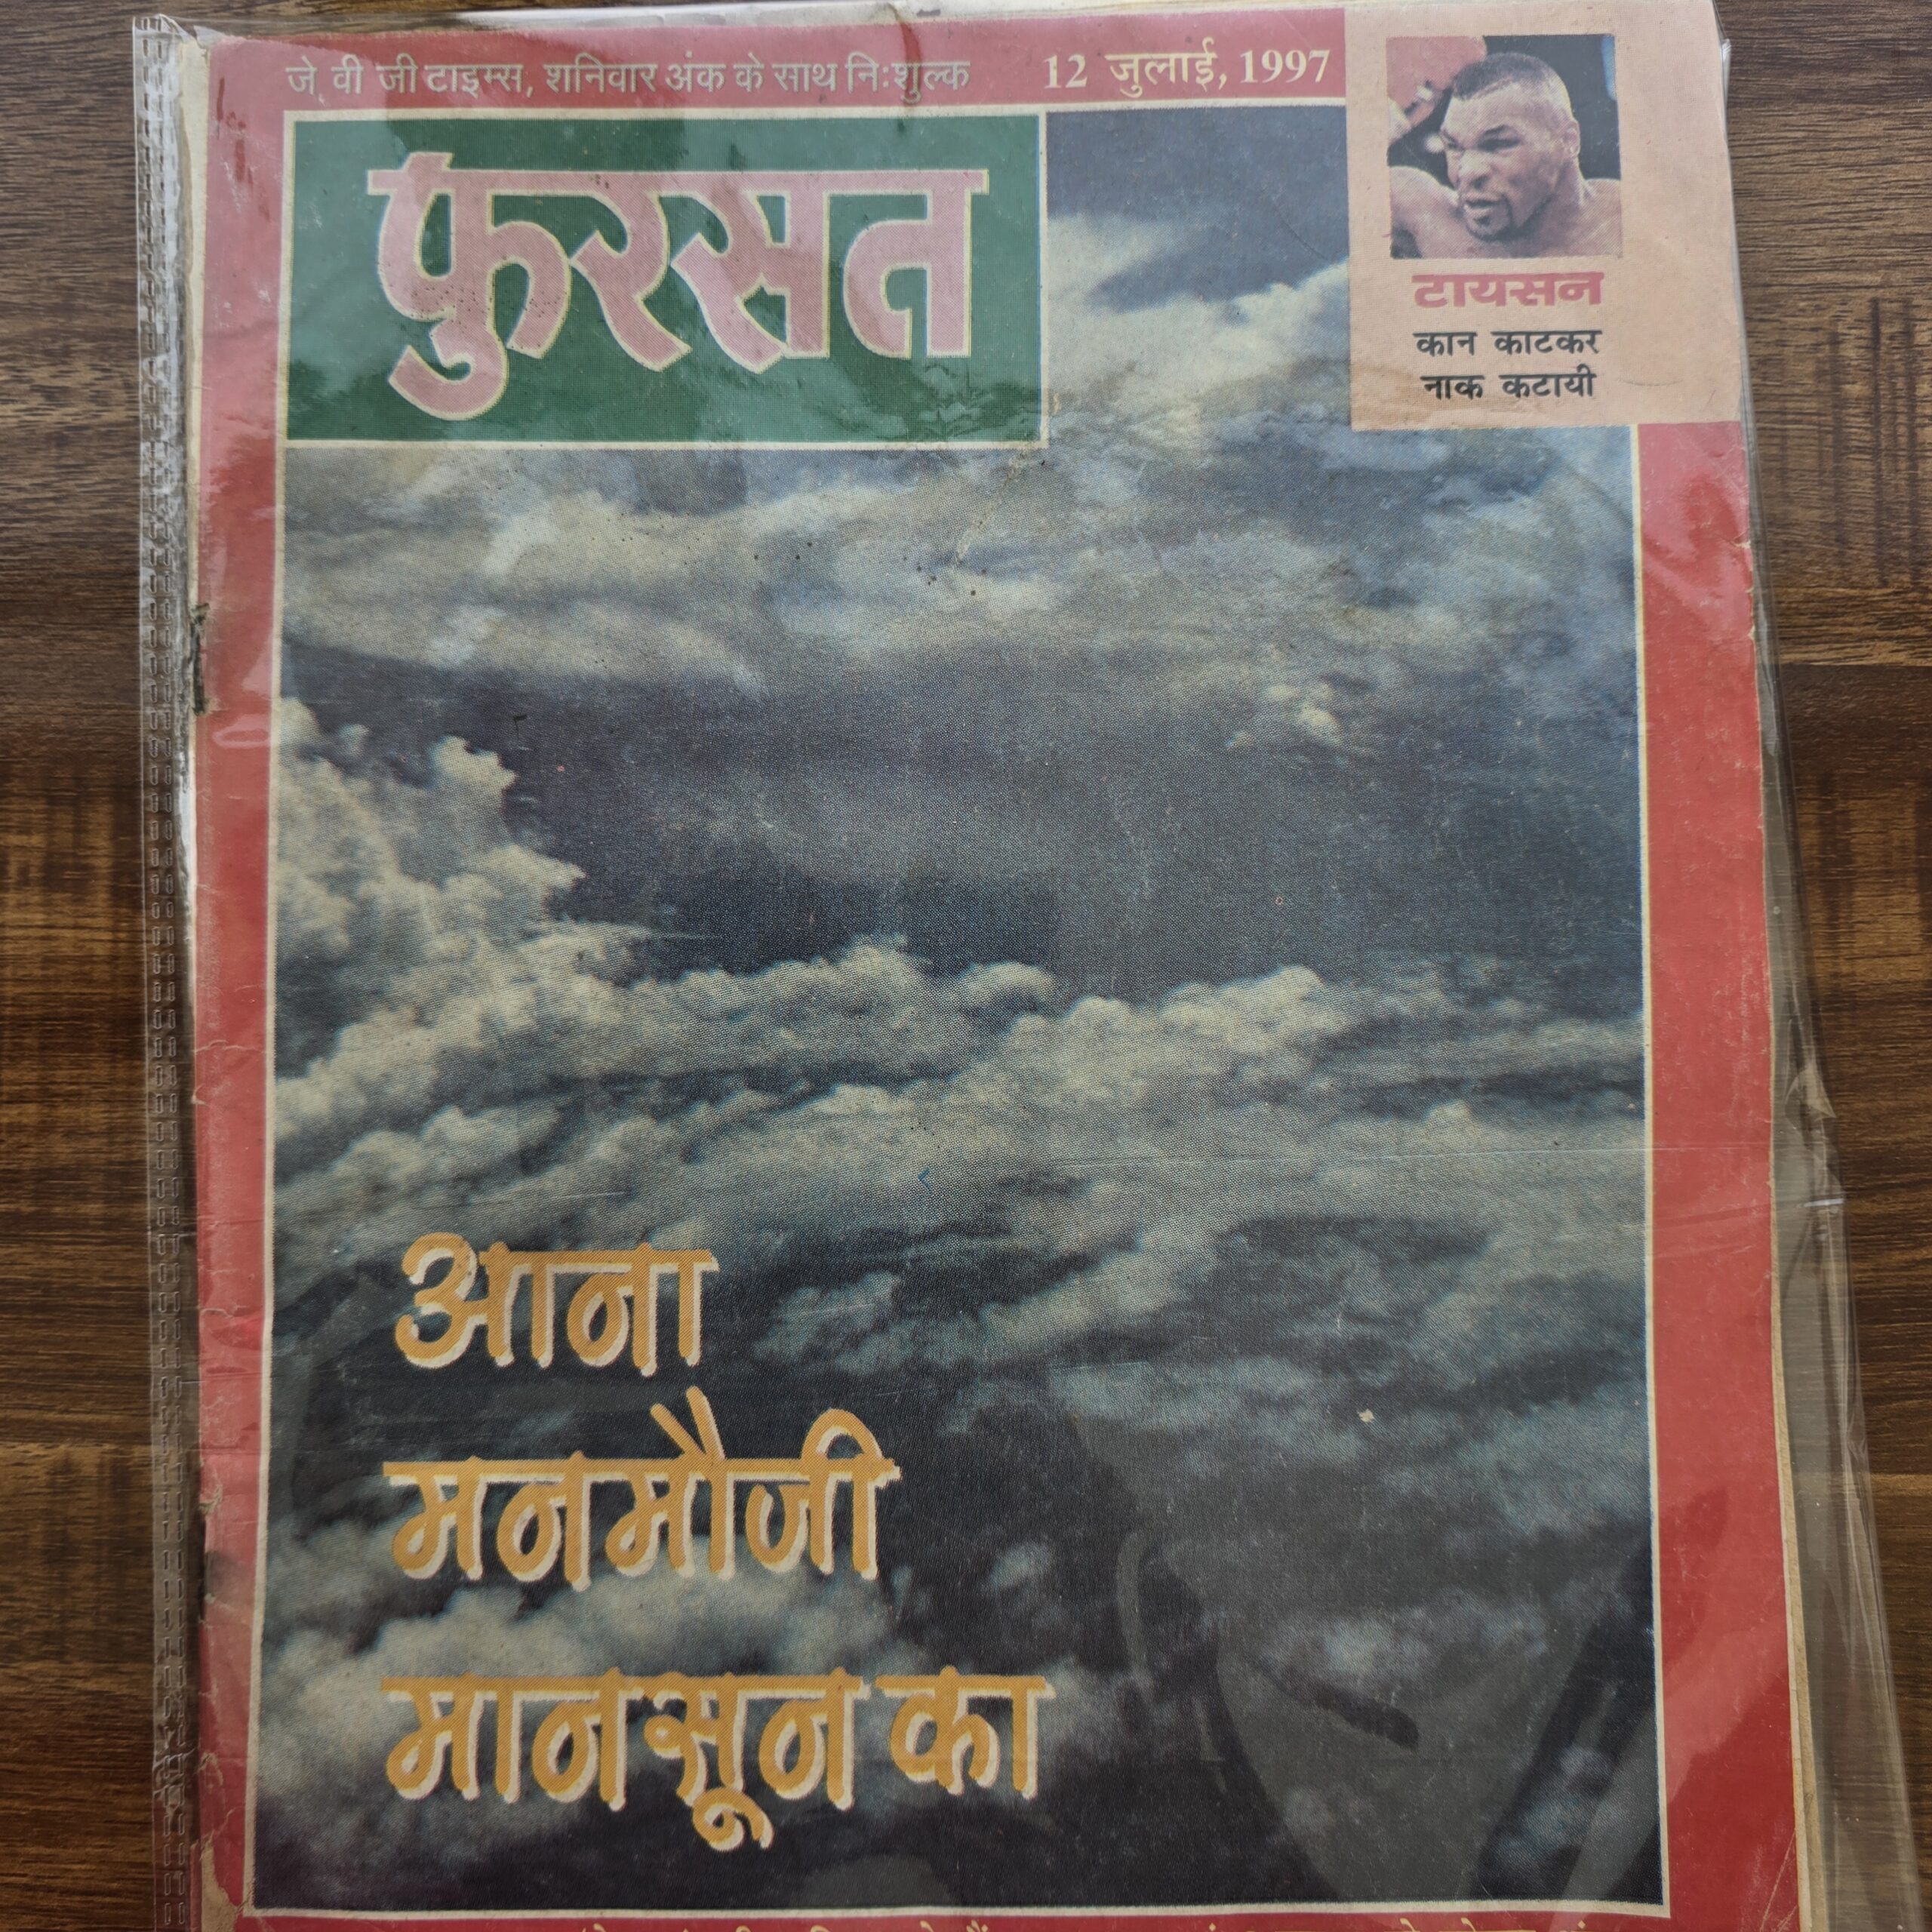 जे. वी जी टाइम्स, शनिवार अंक के साथ नि:शुल्क 12 जुलाई, 1997
फुरसत
टायसन
कान काटकर
नाक कटायी
आना
मनमौजी
मानसून का